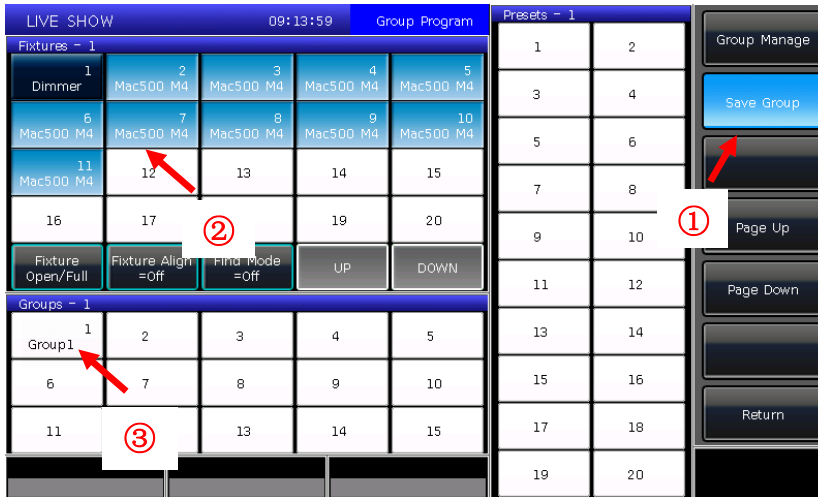 LIVE SHOW 09:13:59 Group Program
Fixtures - 1
1 2 3 4 5
Dimmer Mac500 M4 Mac500 M4 Mac500 M4 Mac500 M4
6 7 8 9 10
Mac500 M4 Mac500 M4 Mac500 M4 Mac500 M4 Mac500 M4
11 12 13 14 15
Mac500 M4
16 17 19 20
②
Fixture Fixture Align Find Mode UP DOWN
Open/Full =Off =Off
Groups - 1
1 2 3 4 5
Group1
6 7 8 9 10
11 13 14 15
③
Presets - 1
1 2
3 4
5 6
7 8
9 10
11 12
13 14
15 16
17 18
19 20
Group Manage
Save Group
①
Page Up
Page Down
Return